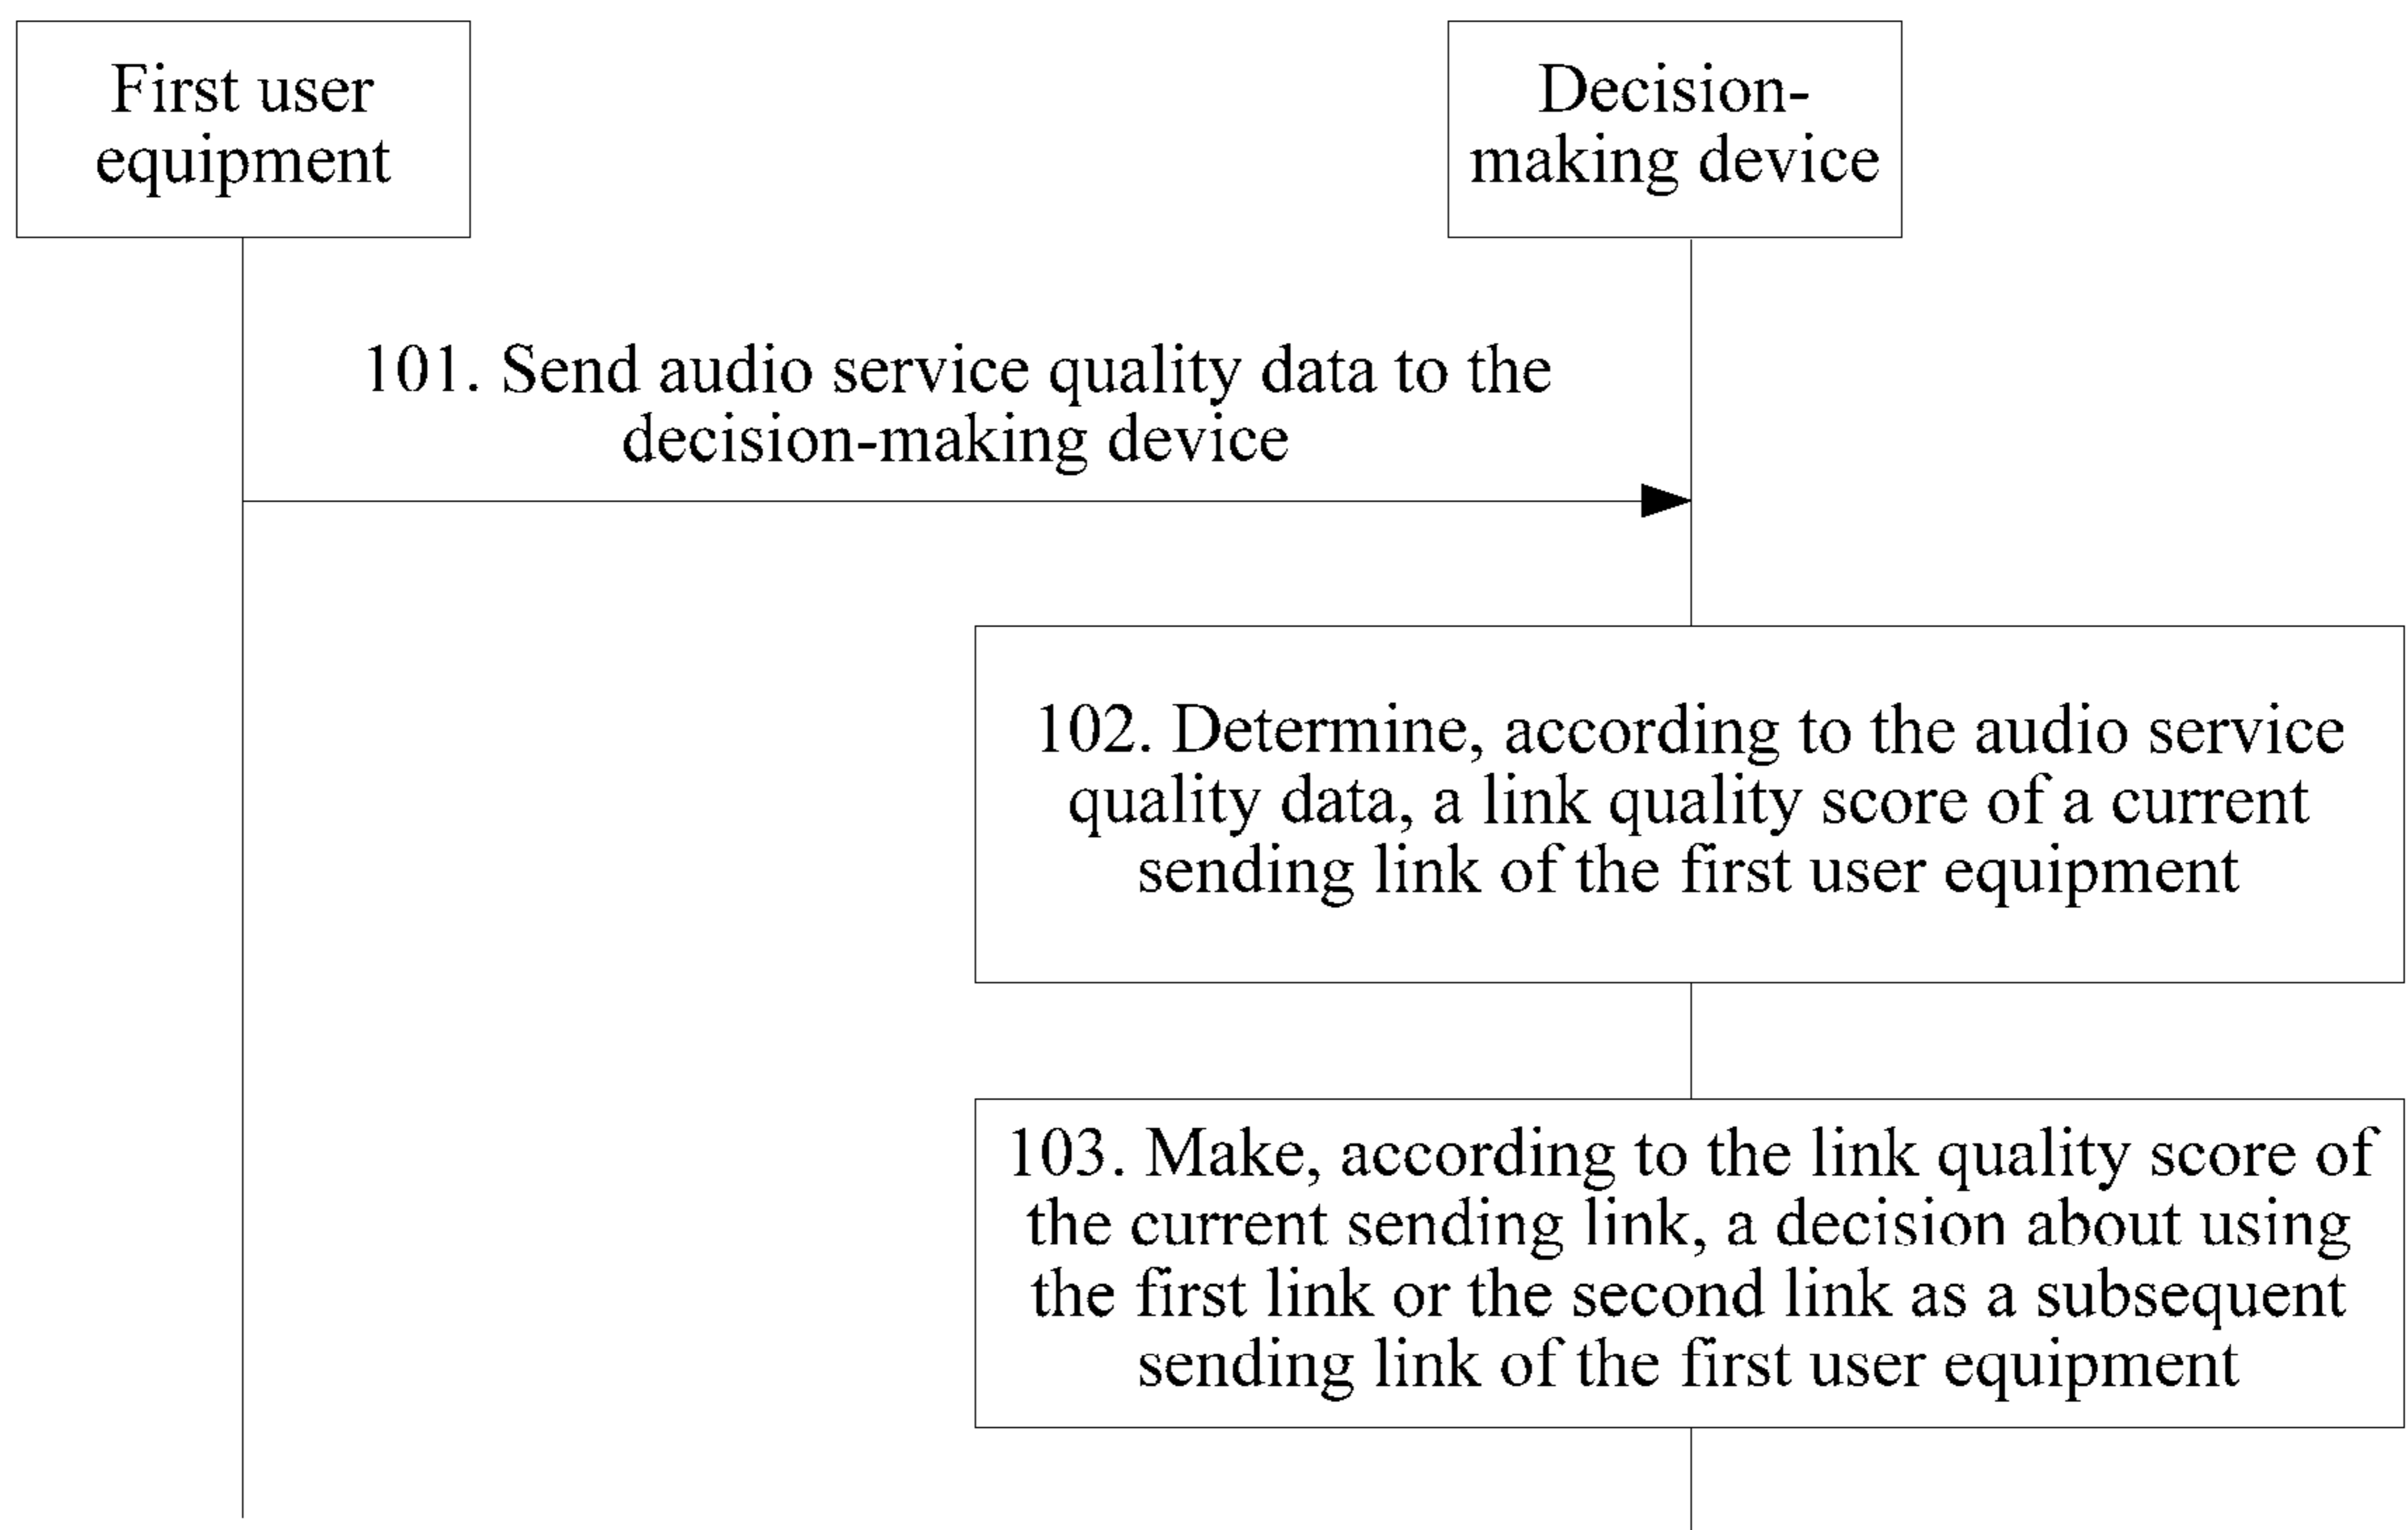 First user
equipment
Decision-
making device
101. Send audio service quality data to the
decision-making device
102. Determine, according to the audio service
quality data, a link quality score of a current
sending link of the first user equipment
103. Make, according to the link quality score of
the current sending link, a decision about using
the first link or the second link as a subsequent
sending link of the first user equipment